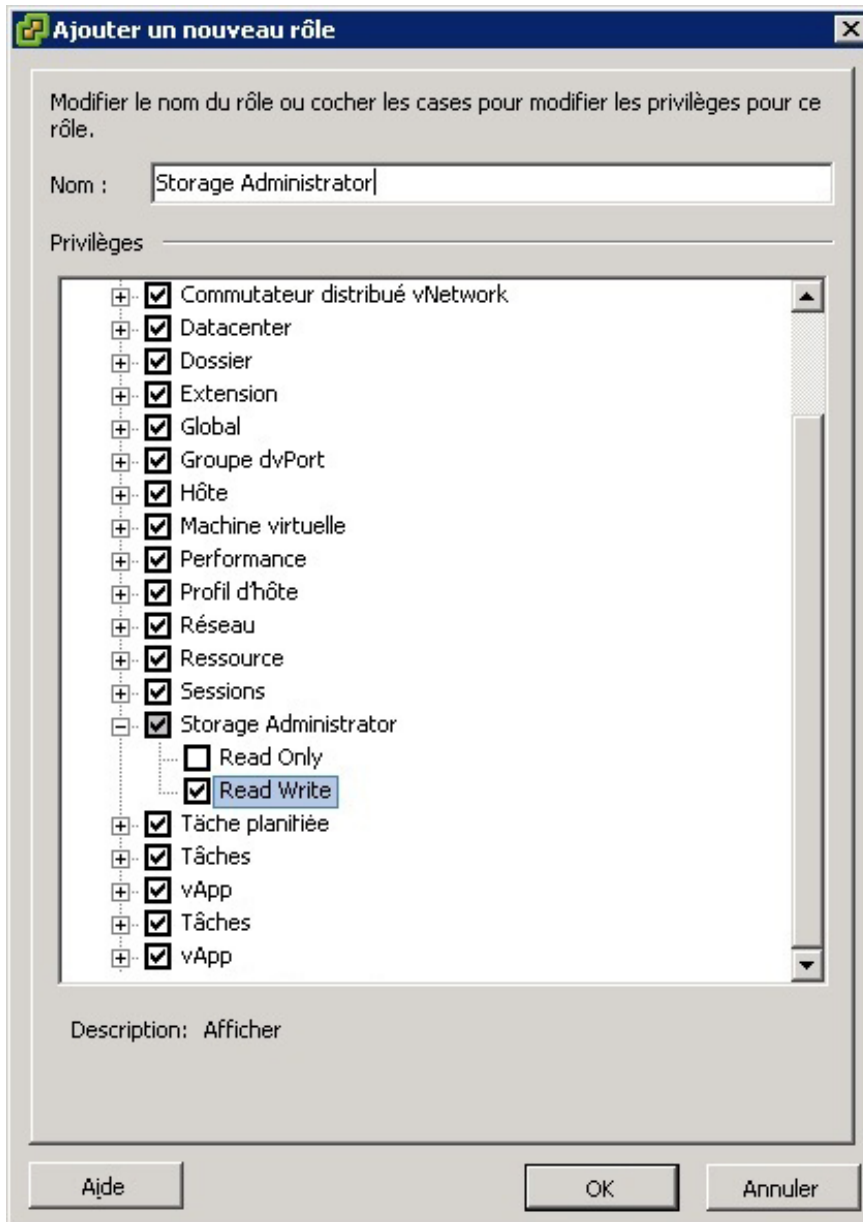 Ajouter un nouveau rôle
Modifier le nom du rôle ou cocher les cases pour modifier les privilèges pour ce
rôle.
Nom : Storage Administrator
Privilèges
Commutateur distribué vNetwork
Datacenter
Dossier
Extension
Global
Groupe dvPort
Hôte
Machine virtuelle
Performance
Profil d'hôte
Réseau
Ressource
Sessions
Storage Administrator
Read Only
Read Write
Tâche planifiée
Tâches
vApp
Tâches
vApp
Description: Afficher
Aide OK Annuler